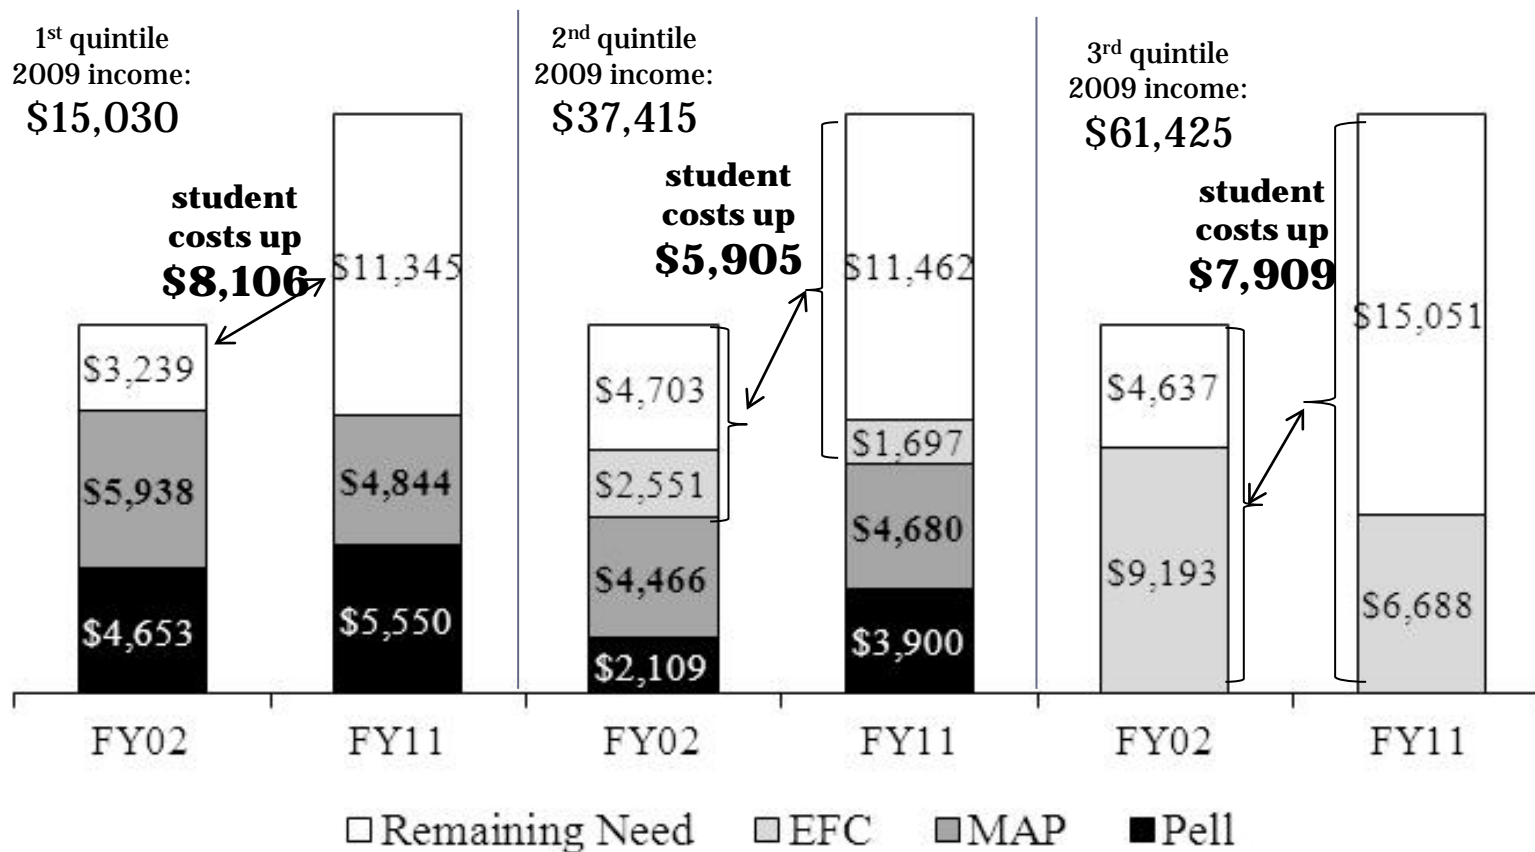 1st quintile
2009 income:
$15,030
2nd quintile
2009 income:
$37,415
3rd quintile
2009 income:
$61,425
student
costs up
$8,106
student
costs up
$5,905
student
costs up
$7,909
$3,239
$5,938
$4,653
$11,345
$4,844
$5,550
$4,703
$2,551
$4,466
$2,109
$11,462
$1,697
$4,680
$3,900
$4,637
$9,193
$15,051
$6,688
FY02 FY11 FY02 FY11 FY02 FY11
Remaining Need EFC MAP Pell